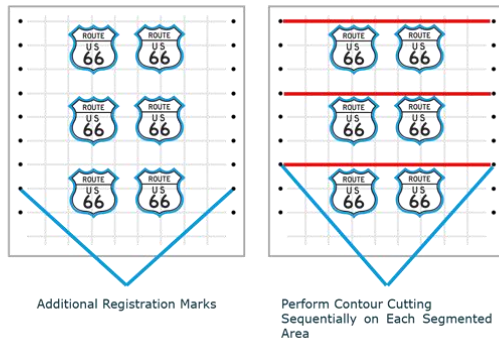 ROUTE
US
66
ROUTE
US
66
ROUTE
US
66
ROUTE
US
66
ROUTE
US
66
ROUTE
US
66
Additional Registration Marks
ROUTE
US
66
ROUTE
US
66
ROUTE
US
66
ROUTE
US
66
ROUTE
US
66
ROUTE
US
66
Perform Contour Cutting
Sequentially on Each Segmented
Area